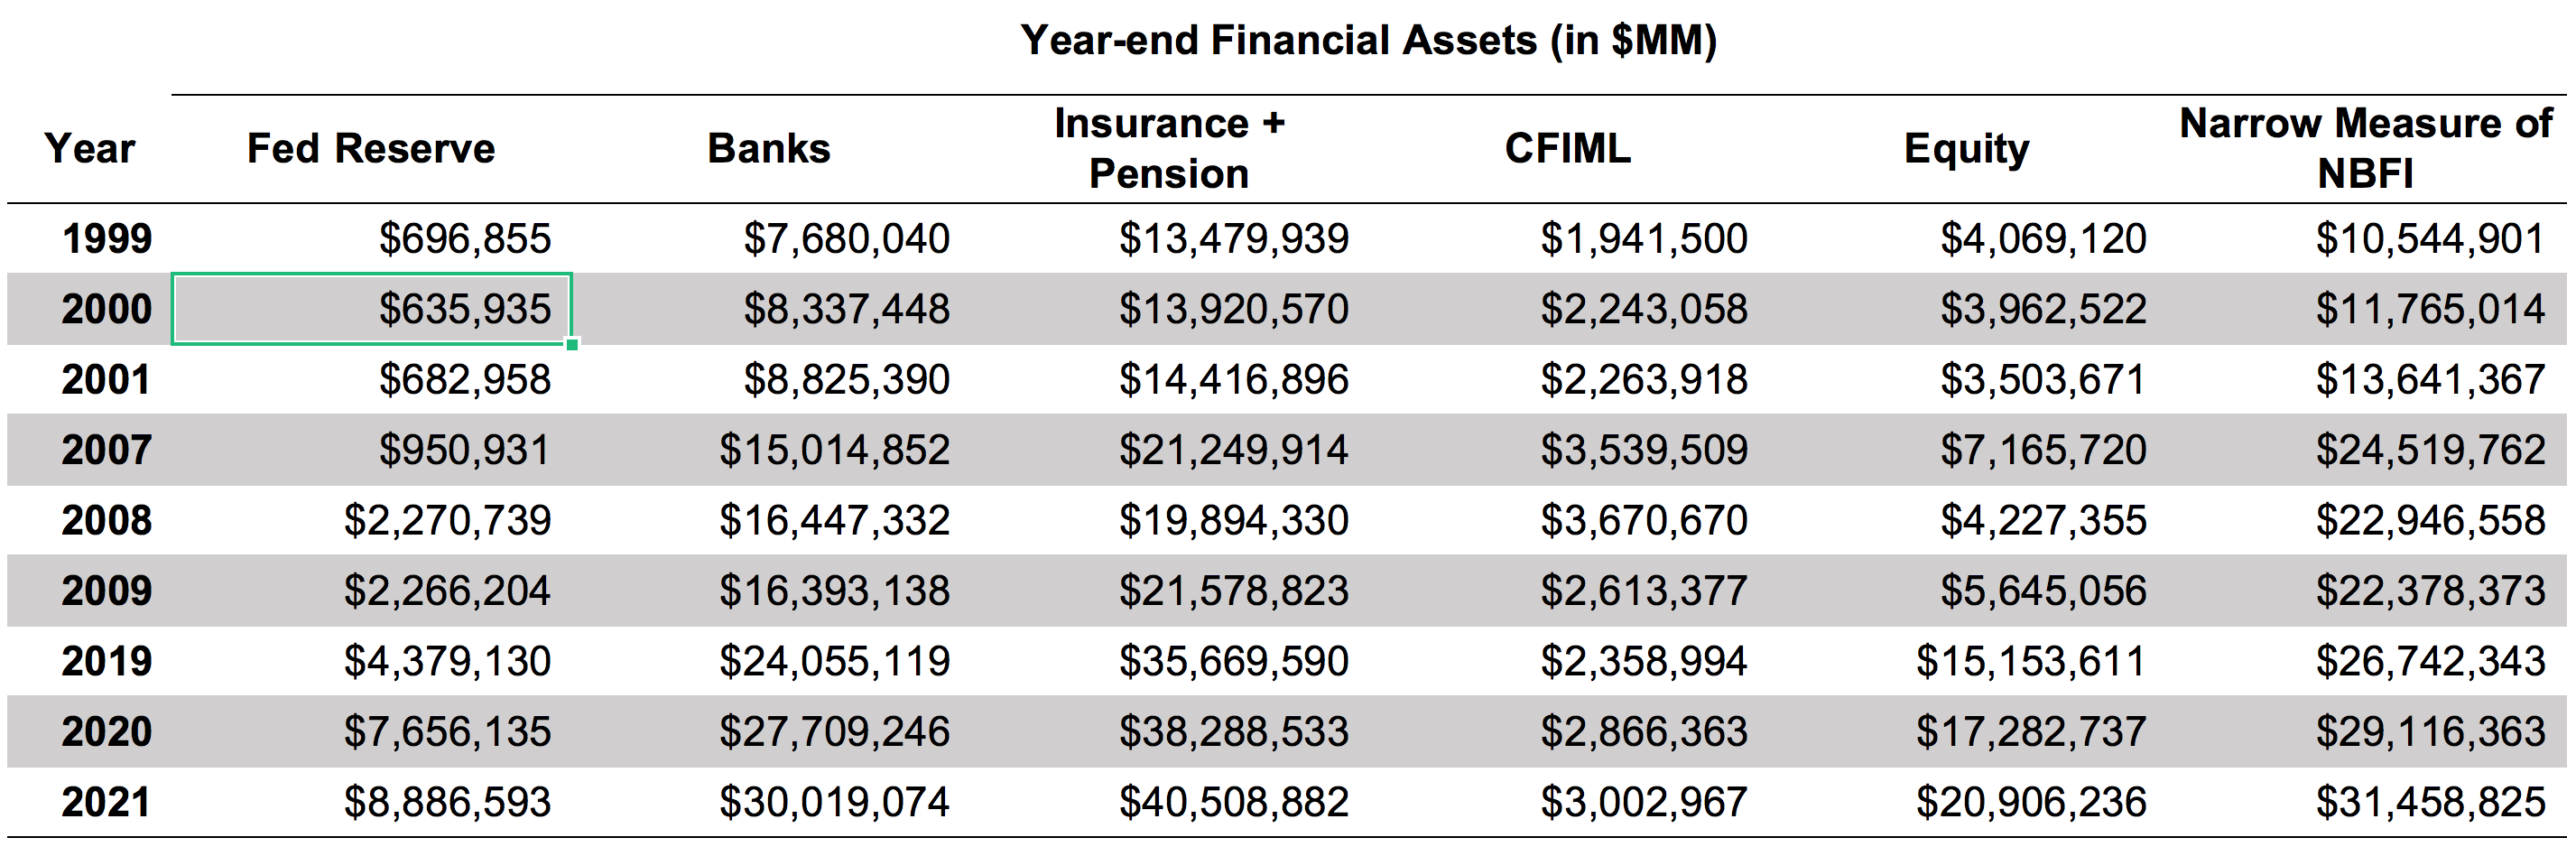 Year-end Financial Assets (in $MM)
Year Fed Reserve Banks Insurance + Pension CFIML Equity Narrow Measure of NBFI
1999 $696,855 $7,680,040 $13,479,939 $1,941,500 $4,069,120 $10,544,901
2000 $635,935 $8,337,448 $13,920,570 $2,243,058 $3,962,522 $11,765,014
2001 $682,958 $8,825,390 $14,416,896 $2,263,918 $3,503,671 $13,641,367
2007 $950,931 $15,014,852 $21,249,914 $3,539,509 $7,165,720 $24,519,762
2008 $2,270,739 $16,447,332 $19,894,330 $3,670,670 $4,227,355 $22,946,558
2009 $2,266,204 $16,393,138 $21,578,823 $2,613,377 $5,645,056 $22,378,373
2019 $4,379,130 $24,055,119 $35,669,590 $2,358,994 $15,153,611 $26,742,343
2020 $7,656,135 $27,709,246 $38,288,533 $2,866,363 $17,282,737 $29,116,363
2021 $8,886,593 $30,019,074 $40,508,882 $3,002,967 $20,906,236 $31,458,825